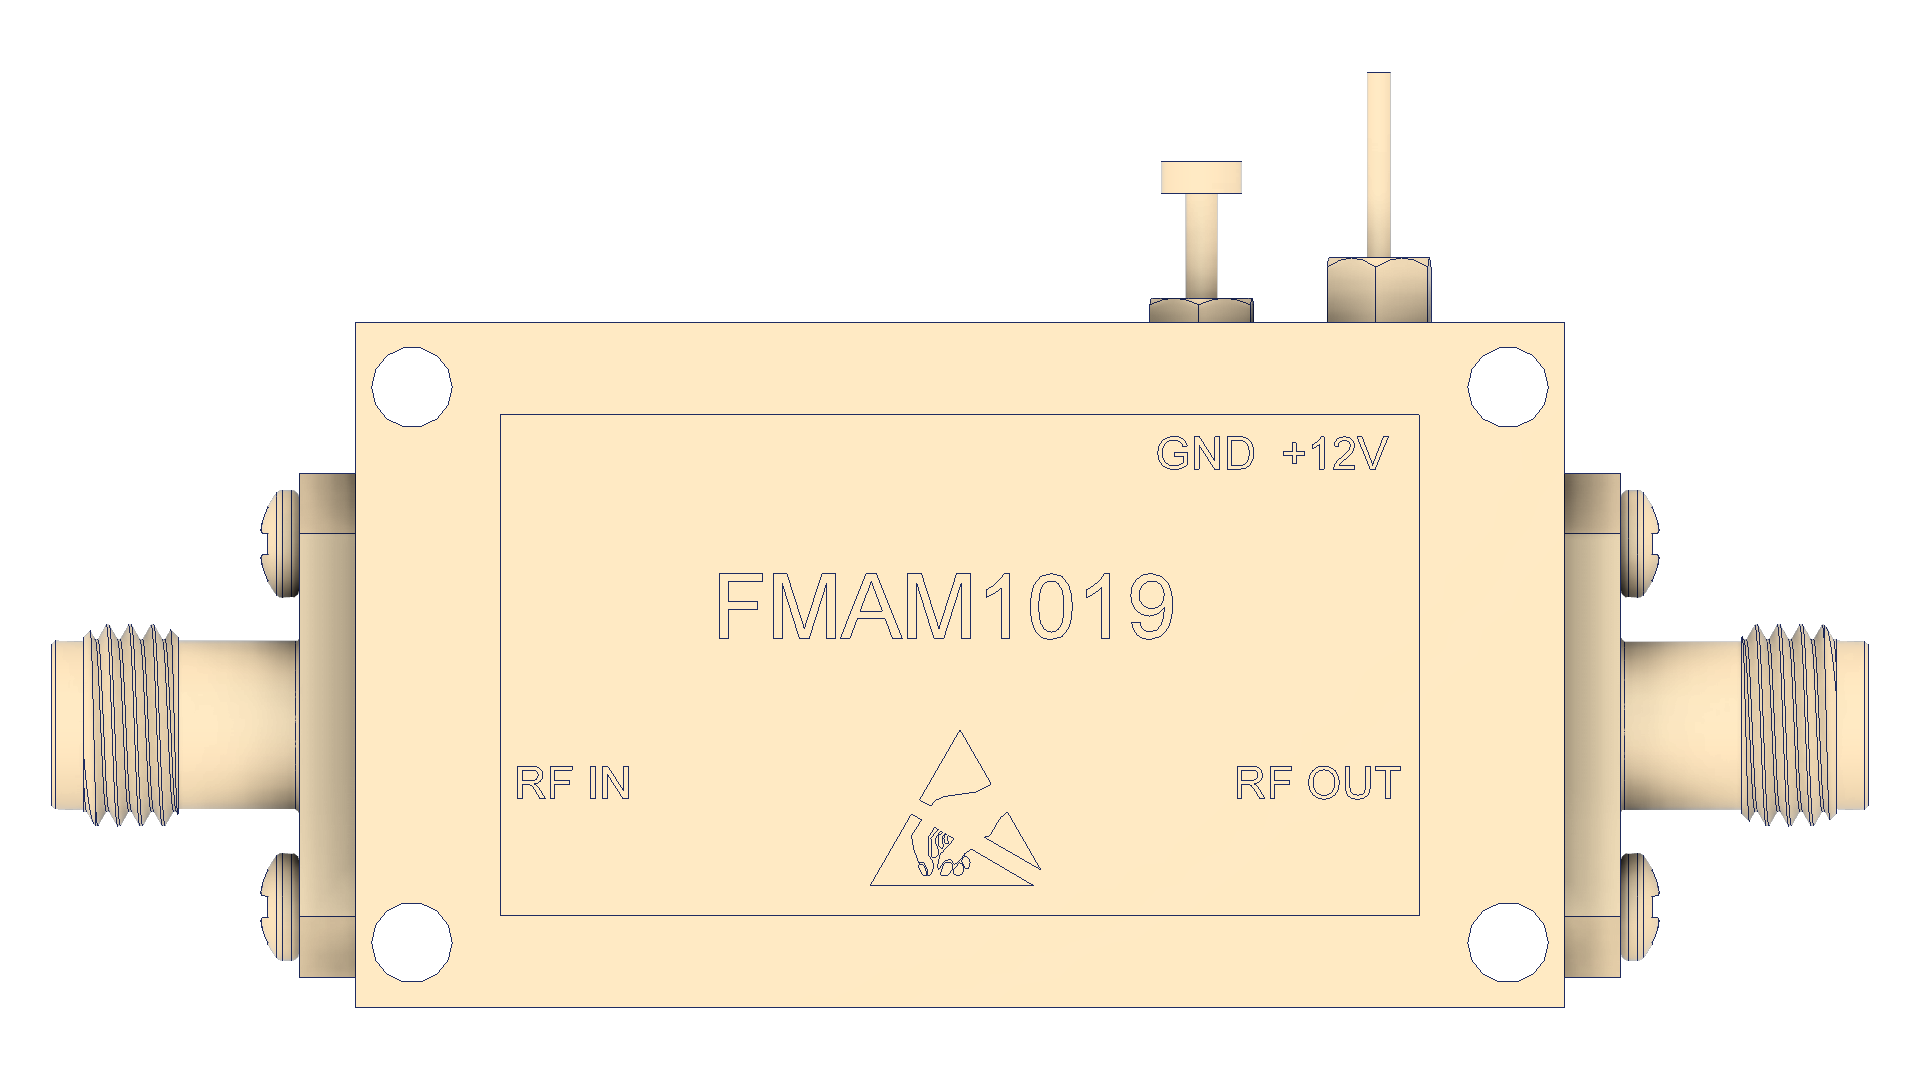 GND +12V
FMAM1019
RF IN RF OUT